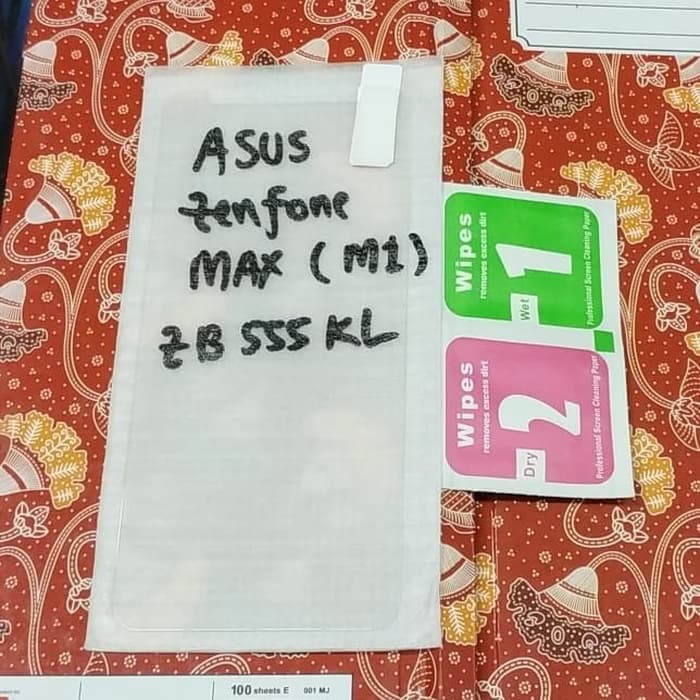 ASUS
Zenfone
MAX (M1)
ZB 555 KL
Wipes
removes excess dirt
Wet 1
Professional Screen Cleaning Paper
Wipes
removes excess dirt
Dry 2
Professional Screen Cleaning Paper
100 sheets E 001 MJ